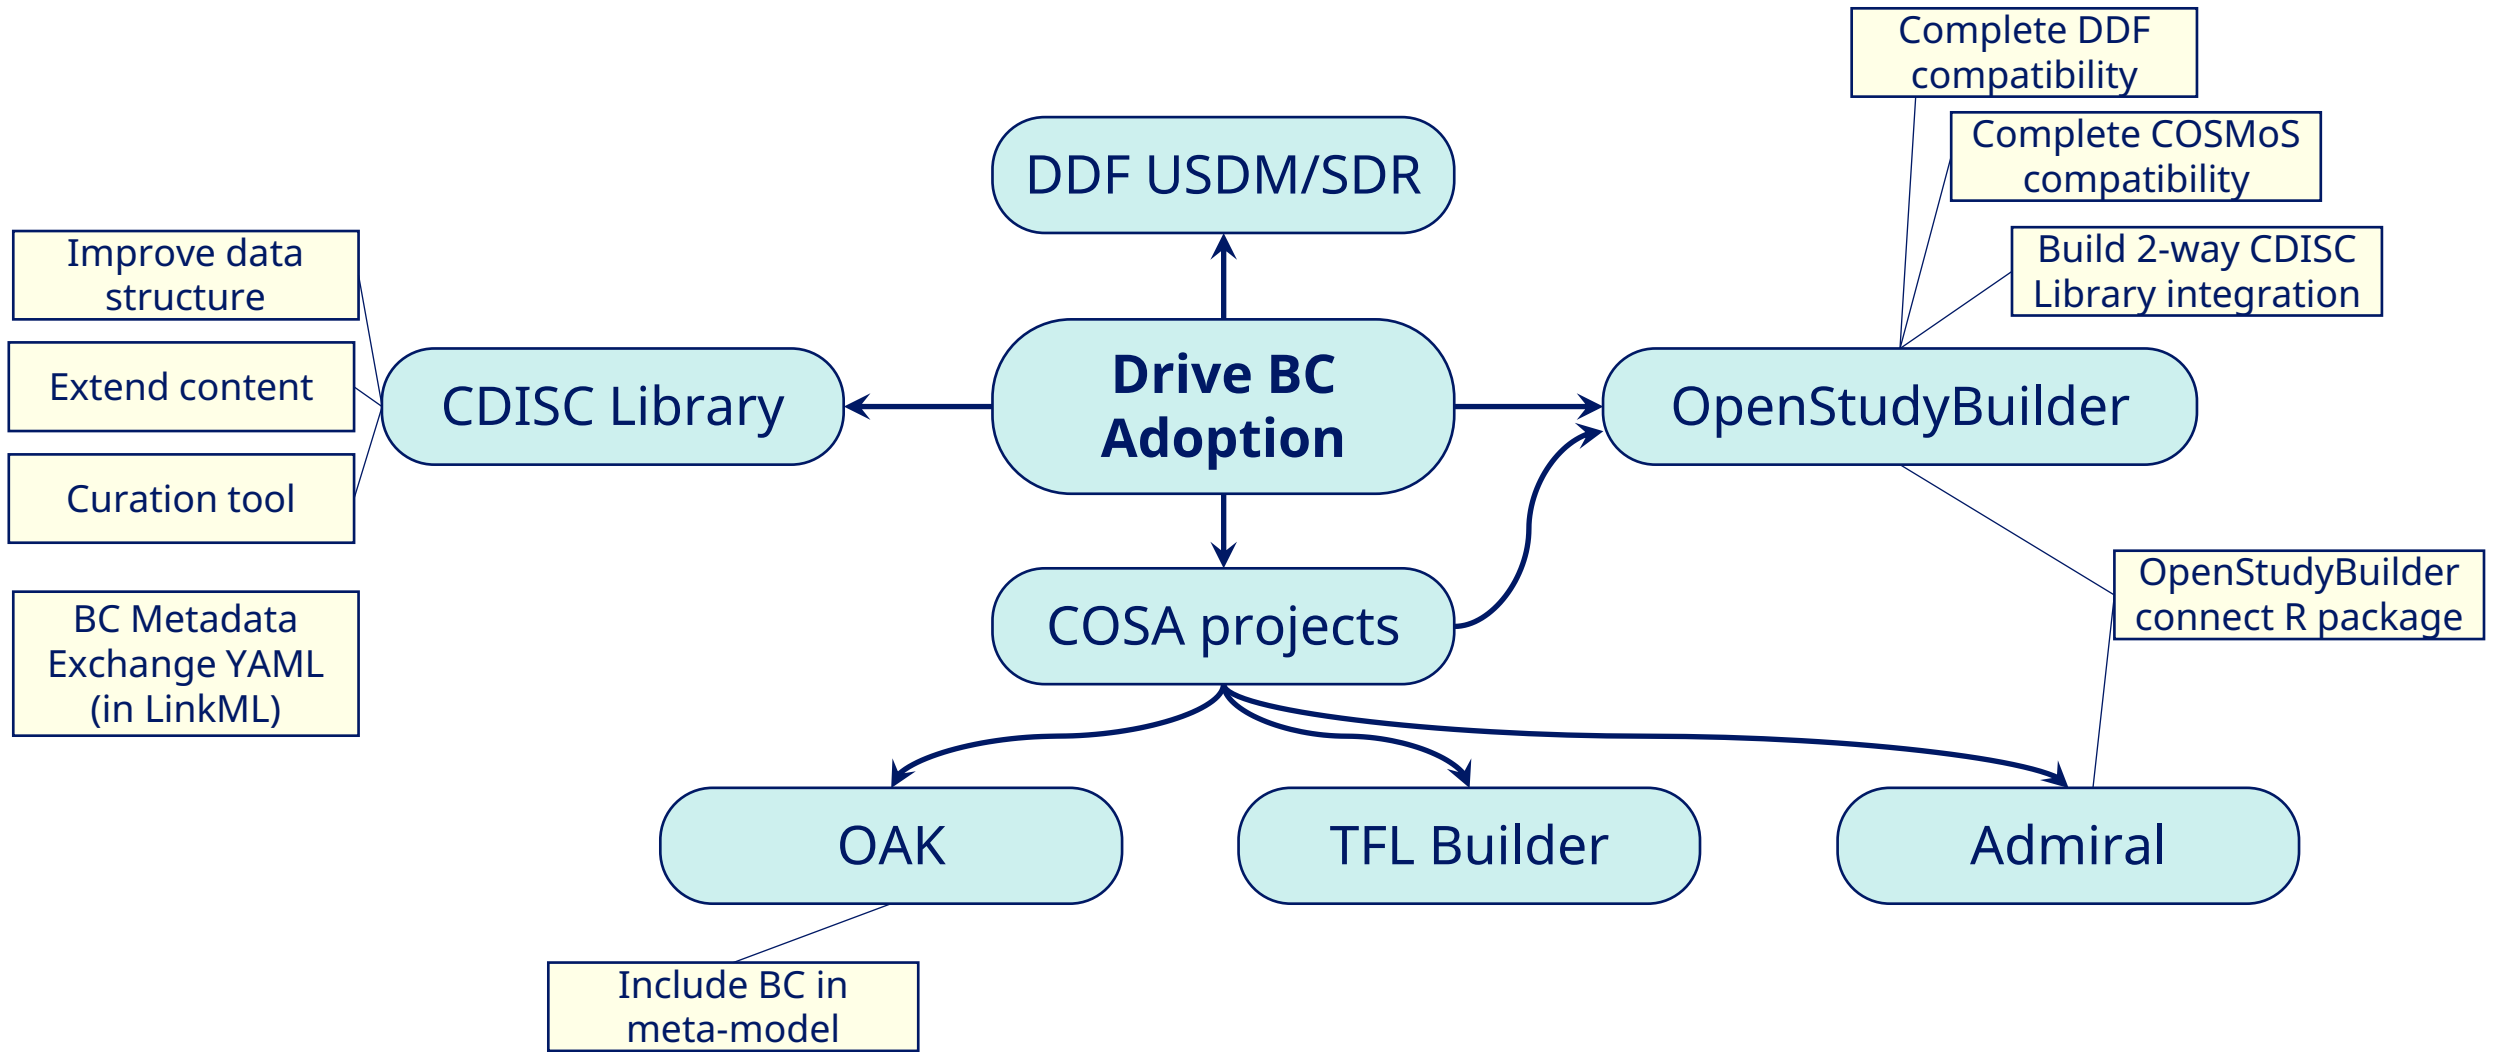 Complete DDF
compatibility
Complete COSMoS
compatibility
DDF USDM/SDR
Build 2-way CDISC
Library integration
Improve data
structure
Extend content
Curation tool
CDISC Library
Drive BC
Adoption
OpenStudyBuilder
BC Metadata
Exchange YAML
(in LinkML)
COSA projects
OpenStudyBuilder
connect R package
OAK
TFL Builder
Admiral
Include BC in
meta-model